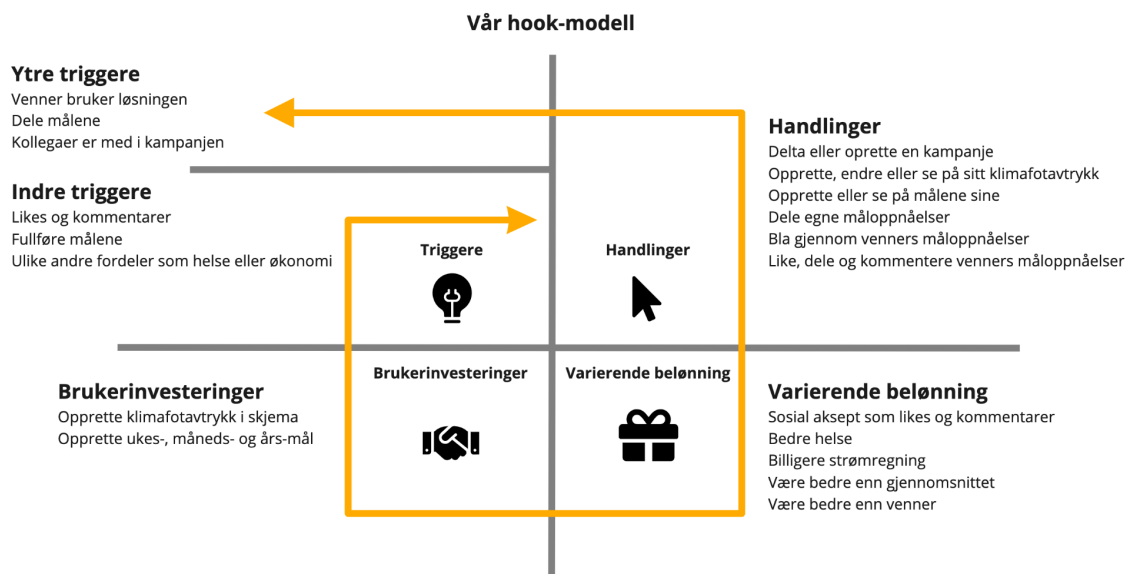 Vår hook-modell
Ytre triggere
Venner bruker løsningen
Dele målene
Kollegaer er med i kampanjen
Indre triggere
Likes og kommentarer
Fullføre målene
Ulike andre fordeler som helse eller økonomi
Triggere
Handlinger
Handlinger
Delta eller oprette en kampanje
Opprette, endre eller se på sitt klimafotavtrykk
Opprette eller se på målene sine
Dele egne måloppnåelser
Bla gjennom venners måloppnåelser
Like, dele og kommentere venners måloppnåelser
Brukerinvesteringer
Opprette klimafotavtrykk i skjema
Opprette ukes-, måneds- og års-mål
Brukerinvesteringer
Varierende belønning
Varierende belønning
Sosial aksept som likes og kommentarer
Bedre helse
Billigere strømregning
Være bedre enn gjennomsnittet
Være bedre enn venner